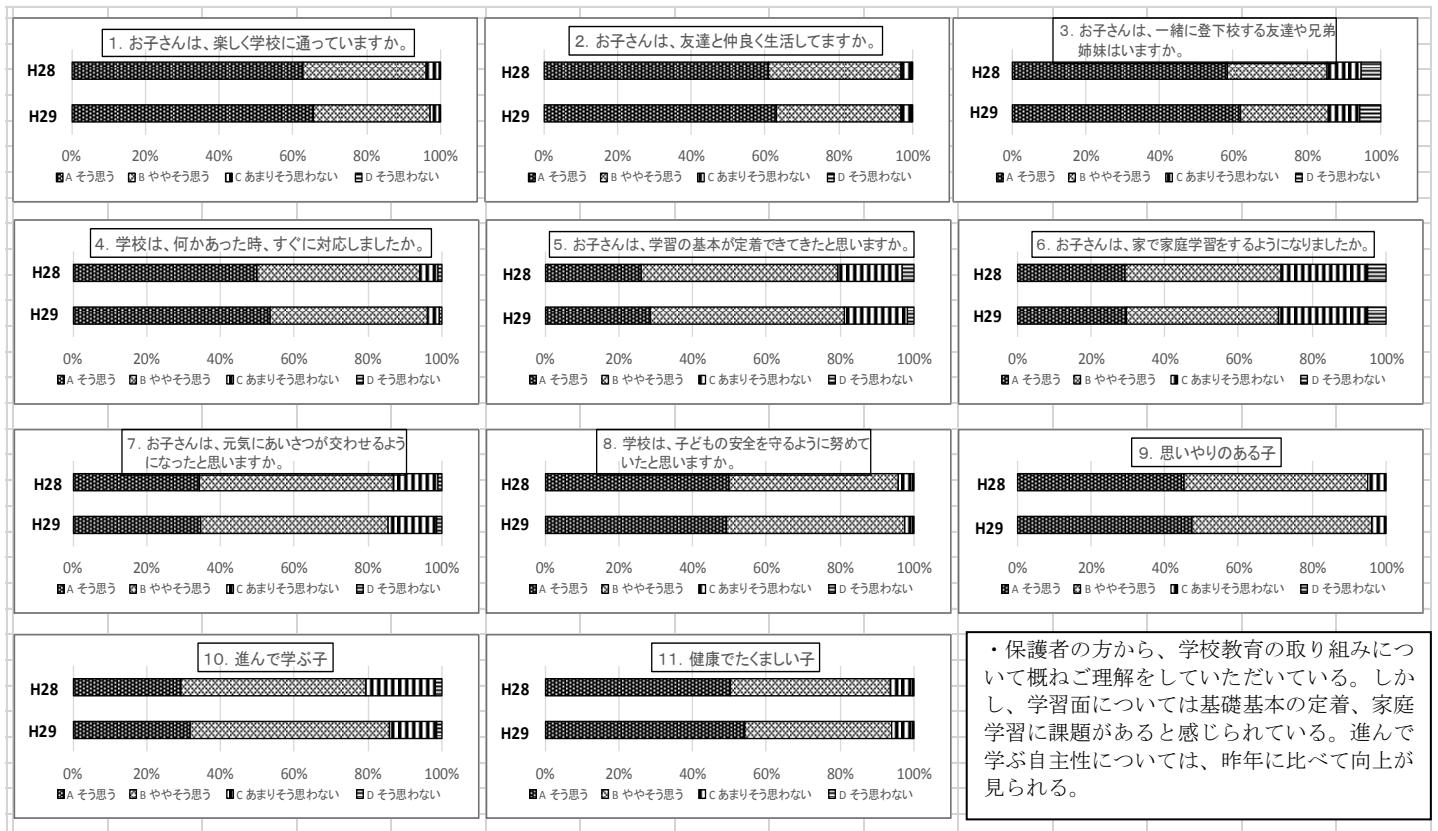 1. お子さんは、楽しく学校に通っていますか。
H28
H29
0% 20% 40% 60% 80% 100%
A そう思う B ややそう思う C あまりそう思わない D そう思わない
2. お子さんは、友達と仲良く生活してますか。
H28
H29
0% 20% 40% 60% 80% 100%
A そう思う B ややそう思う C あまりそう思わない D そう思わない
3. お子さんは、一緒に登下校する友達や兄弟
姉妹はいますか。
H28
H29
0% 20% 40% 60% 80% 100%
A そう思う B ややそう思う C あまりそう思わない D そう思わない
4. 学校は、何かあった時、すぐに対応しましたか。
H28
H29
0% 20% 40% 60% 80% 100%
A そう思う B ややそう思う C あまりそう思わない D そう思わない
5. お子さんは、学習の基本が定着できてきたと思いますか。
H28
H29
0% 20% 40% 60% 80% 100%
A そう思う B ややそう思う C あまりそう思わない D そう思わない
6. お子さんは、家で家庭学習をするようになりましたか。
H28
H29
0% 20% 40% 60% 80% 100%
A そう思う B ややそう思う C あまりそう思わない D そう思わない
7. お子さんは、元気にあいさつが交わせるよう
になったと思いますか。
H28
H29
0% 20% 40% 60% 80% 100%
A そう思う B ややそう思う C あまりそう思わない D そう思わない
8. 学校は、子どもの安全を守るように努めて
いたと思いますか。
H28
H29
0% 20% 40% 60% 80% 100%
A そう思う B ややそう思う C あまりそう思わない D そう思わない
9. 思いやりのある子
H28
H29
0% 20% 40% 60% 80% 100%
A そう思う B ややそう思う C あまりそう思わない D そう思わない
10. 進んで学ぶ子
H28
H29
0% 20% 40% 60% 80% 100%
A そう思う B ややそう思う C あまりそう思わない D そう思わない
11. 健康でたくましい子
H28
H29
0% 20% 40% 60% 80% 100%
A そう思う B ややそう思う C あまりそう思わない D そう思わない
・保護者の方から、学校教育の取り組みにつ
いて概ねご理解をしていただいている。しか
し、学習面については基礎基本の定着、家庭
学習に課題があると感じられている。進んで
学ぶ自主性については、昨年に比べて向上が
見られる。